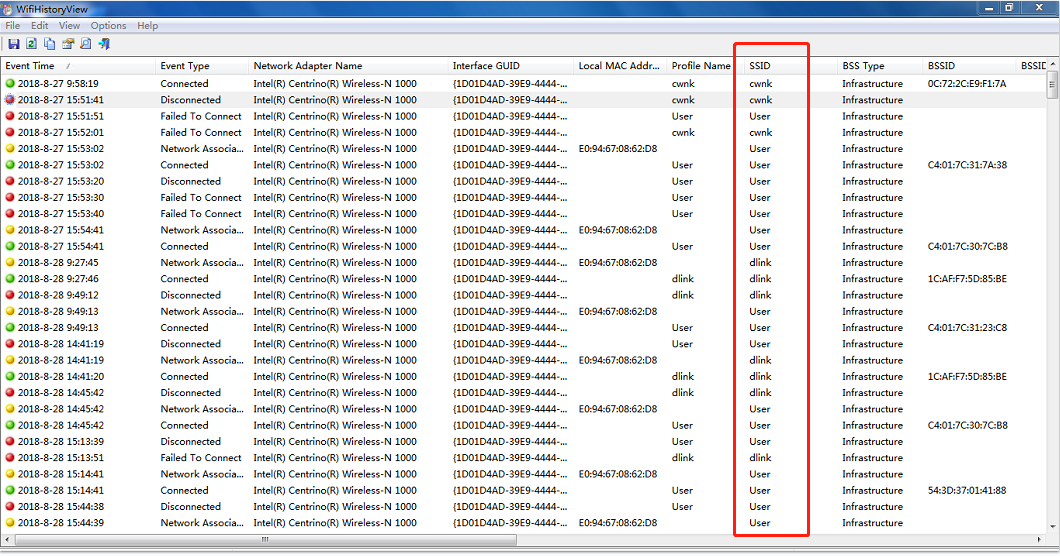 WifiHistoryView
File Edit View Options Help
Event Time / Event Type Network Adapter Name Interface GUID Local MAC Addr... Profile Name SSID BSS Type BSSID BSSID
2018-8-27 9:58:19 Connected Intel(R) Centrino(R) Wireless-N 1000 {1D01D4AD-39E9-4444-... cwnk cwnk Infrastructure 0C:72:2C:E9:F1:7A
2018-8-27 15:51:41 Disconnected Intel(R) Centrino(R) Wireless-N 1000 {1D01D4AD-39E9-4444-... cwnk cwnk Infrastructure
2018-8-27 15:51:51 Failed To Connect Intel(R) Centrino(R) Wireless-N 1000 {1D01D4AD-39E9-4444-... User User Infrastructure
2018-8-27 15:52:01 Failed To Connect Intel(R) Centrino(R) Wireless-N 1000 {1D01D4AD-39E9-4444-... cwnk cwnk Infrastructure
2018-8-27 15:53:02 Network Associa... Intel(R) Centrino(R) Wireless-N 1000 {1D01D4AD-39E9-4444-... E0:94:67:08:62:D8 User Infrastructure
2018-8-27 15:53:02 Connected Intel(R) Centrino(R) Wireless-N 1000 {1D01D4AD-39E9-4444-... User User Infrastructure C4:01:7C:31:7A:38
2018-8-27 15:53:20 Disconnected Intel(R) Centrino(R) Wireless-N 1000 {1D01D4AD-39E9-4444-... User User Infrastructure
2018-8-27 15:53:30 Failed To Connect Intel(R) Centrino(R) Wireless-N 1000 {1D01D4AD-39E9-4444-... User User Infrastructure
2018-8-27 15:53:40 Failed To Connect Intel(R) Centrino(R) Wireless-N 1000 {1D01D4AD-39E9-4444-... User User Infrastructure
2018-8-27 15:54:41 Network Associa... Intel(R) Centrino(R) Wireless-N 1000 {1D01D4AD-39E9-4444-... E0:94:67:08:62:D8 User Infrastructure
2018-8-27 15:54:41 Connected Intel(R) Centrino(R) Wireless-N 1000 {1D01D4AD-39E9-4444-... User User Infrastructure C4:01:7C:30:7C:B8
2018-8-28 9:27:45 Network Associa... Intel(R) Centrino(R) Wireless-N 1000 {1D01D4AD-39E9-4444-... E0:94:67:08:62:D8 dlink Infrastructure
2018-8-28 9:27:46 Connected Intel(R) Centrino(R) Wireless-N 1000 {1D01D4AD-39E9-4444-... dlink dlink Infrastructure 1C:AF:F7:5D:85:BE
2018-8-28 9:49:12 Disconnected Intel(R) Centrino(R) Wireless-N 1000 {1D01D4AD-39E9-4444-... dlink dlink Infrastructure
2018-8-28 9:49:13 Network Associa... Intel(R) Centrino(R) Wireless-N 1000 {1D01D4AD-39E9-4444-... E0:94:67:08:62:D8 User Infrastructure
2018-8-28 9:49:13 Connected Intel(R) Centrino(R) Wireless-N 1000 {1D01D4AD-39E9-4444-... User User Infrastructure C4:01:7C:31:23:C8
2018-8-28 14:41:19 Disconnected Intel(R) Centrino(R) Wireless-N 1000 {1D01D4AD-39E9-4444-... User User Infrastructure
2018-8-28 14:41:19 Network Associa... Intel(R) Centrino(R) Wireless-N 1000 {1D01D4AD-39E9-4444-... E0:94:67:08:62:D8 dlink Infrastructure
2018-8-28 14:41:20 Connected Intel(R) Centrino(R) Wireless-N 1000 {1D01D4AD-39E9-4444-... dlink dlink Infrastructure 1C:AF:F7:5D:85:BE
2018-8-28 14:45:42 Disconnected Intel(R) Centrino(R) Wireless-N 1000 {1D01D4AD-39E9-4444-... dlink dlink Infrastructure
2018-8-28 14:45:42 Network Associa... Intel(R) Centrino(R) Wireless-N 1000 {1D01D4AD-39E9-4444-... E0:94:67:08:62:D8 User Infrastructure
2018-8-28 14:45:42 Connected Intel(R) Centrino(R) Wireless-N 1000 {1D01D4AD-39E9-4444-... User User Infrastructure C4:01:7C:30:7C:B8
2018-8-28 15:13:39 Disconnected Intel(R) Centrino(R) Wireless-N 1000 {1D01D4AD-39E9-4444-... User User Infrastructure
2018-8-28 15:13:51 Failed To Connect Intel(R) Centrino(R) Wireless-N 1000 {1D01D4AD-39E9-4444-... dlink dlink Infrastructure
2018-8-28 15:14:41 Network Associa... Intel(R) Centrino(R) Wireless-N 1000 {1D01D4AD-39E9-4444-... E0:94:67:08:62:D8 User Infrastructure
2018-8-28 15:14:41 Connected Intel(R) Centrino(R) Wireless-N 1000 {1D01D4AD-39E9-4444-... User User Infrastructure 54:3D:37:01:41:88
2018-8-28 15:44:38 Disconnected Intel(R) Centrino(R) Wireless-N 1000 {1D01D4AD-39E9-4444-... User User Infrastructure
2018-8-28 15:44:39 Network Associa... Intel(R) Centrino(R) Wireless-N 1000 {1D01D4AD-39E9-4444-... E0:94:67:08:62:D8 User Infrastructure